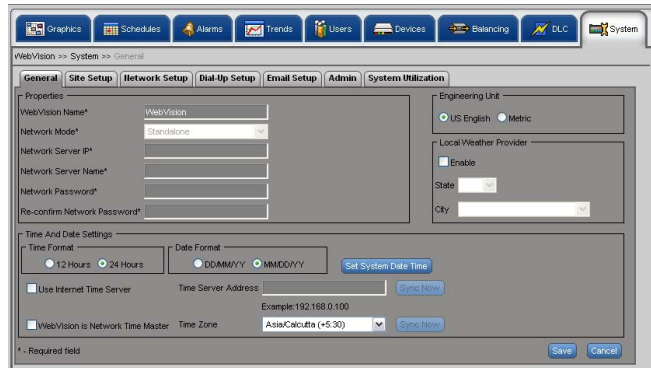 Graphics Schedules Alarms Trends Users Devices Balancing DLC System
WebVision >> System >> General
General Site Setup Network Setup Dial-Up Setup Email Setup Admin System Utilization
Properties
WebVision Name* WebVision
Network Mode* Standalone
Network Server IP*
Network Server Name*
Network Password*
Re-confirm Network Password*
Engineering Unit
US English Metric
Local Weather Provider
Enable
State
City
Time And Date Settings
Time Format Date Format
12 Hours 24 Hours DD/MM/YY MM/DD/YY Set System Date Time
Use Internet Time Server Time Server Address Sync Now
Example:192.168.0.100
WebVision is Network Time Master Time Zone Asia/Calcutta (+5:30) Sync Now
* - Required field Save Cancel